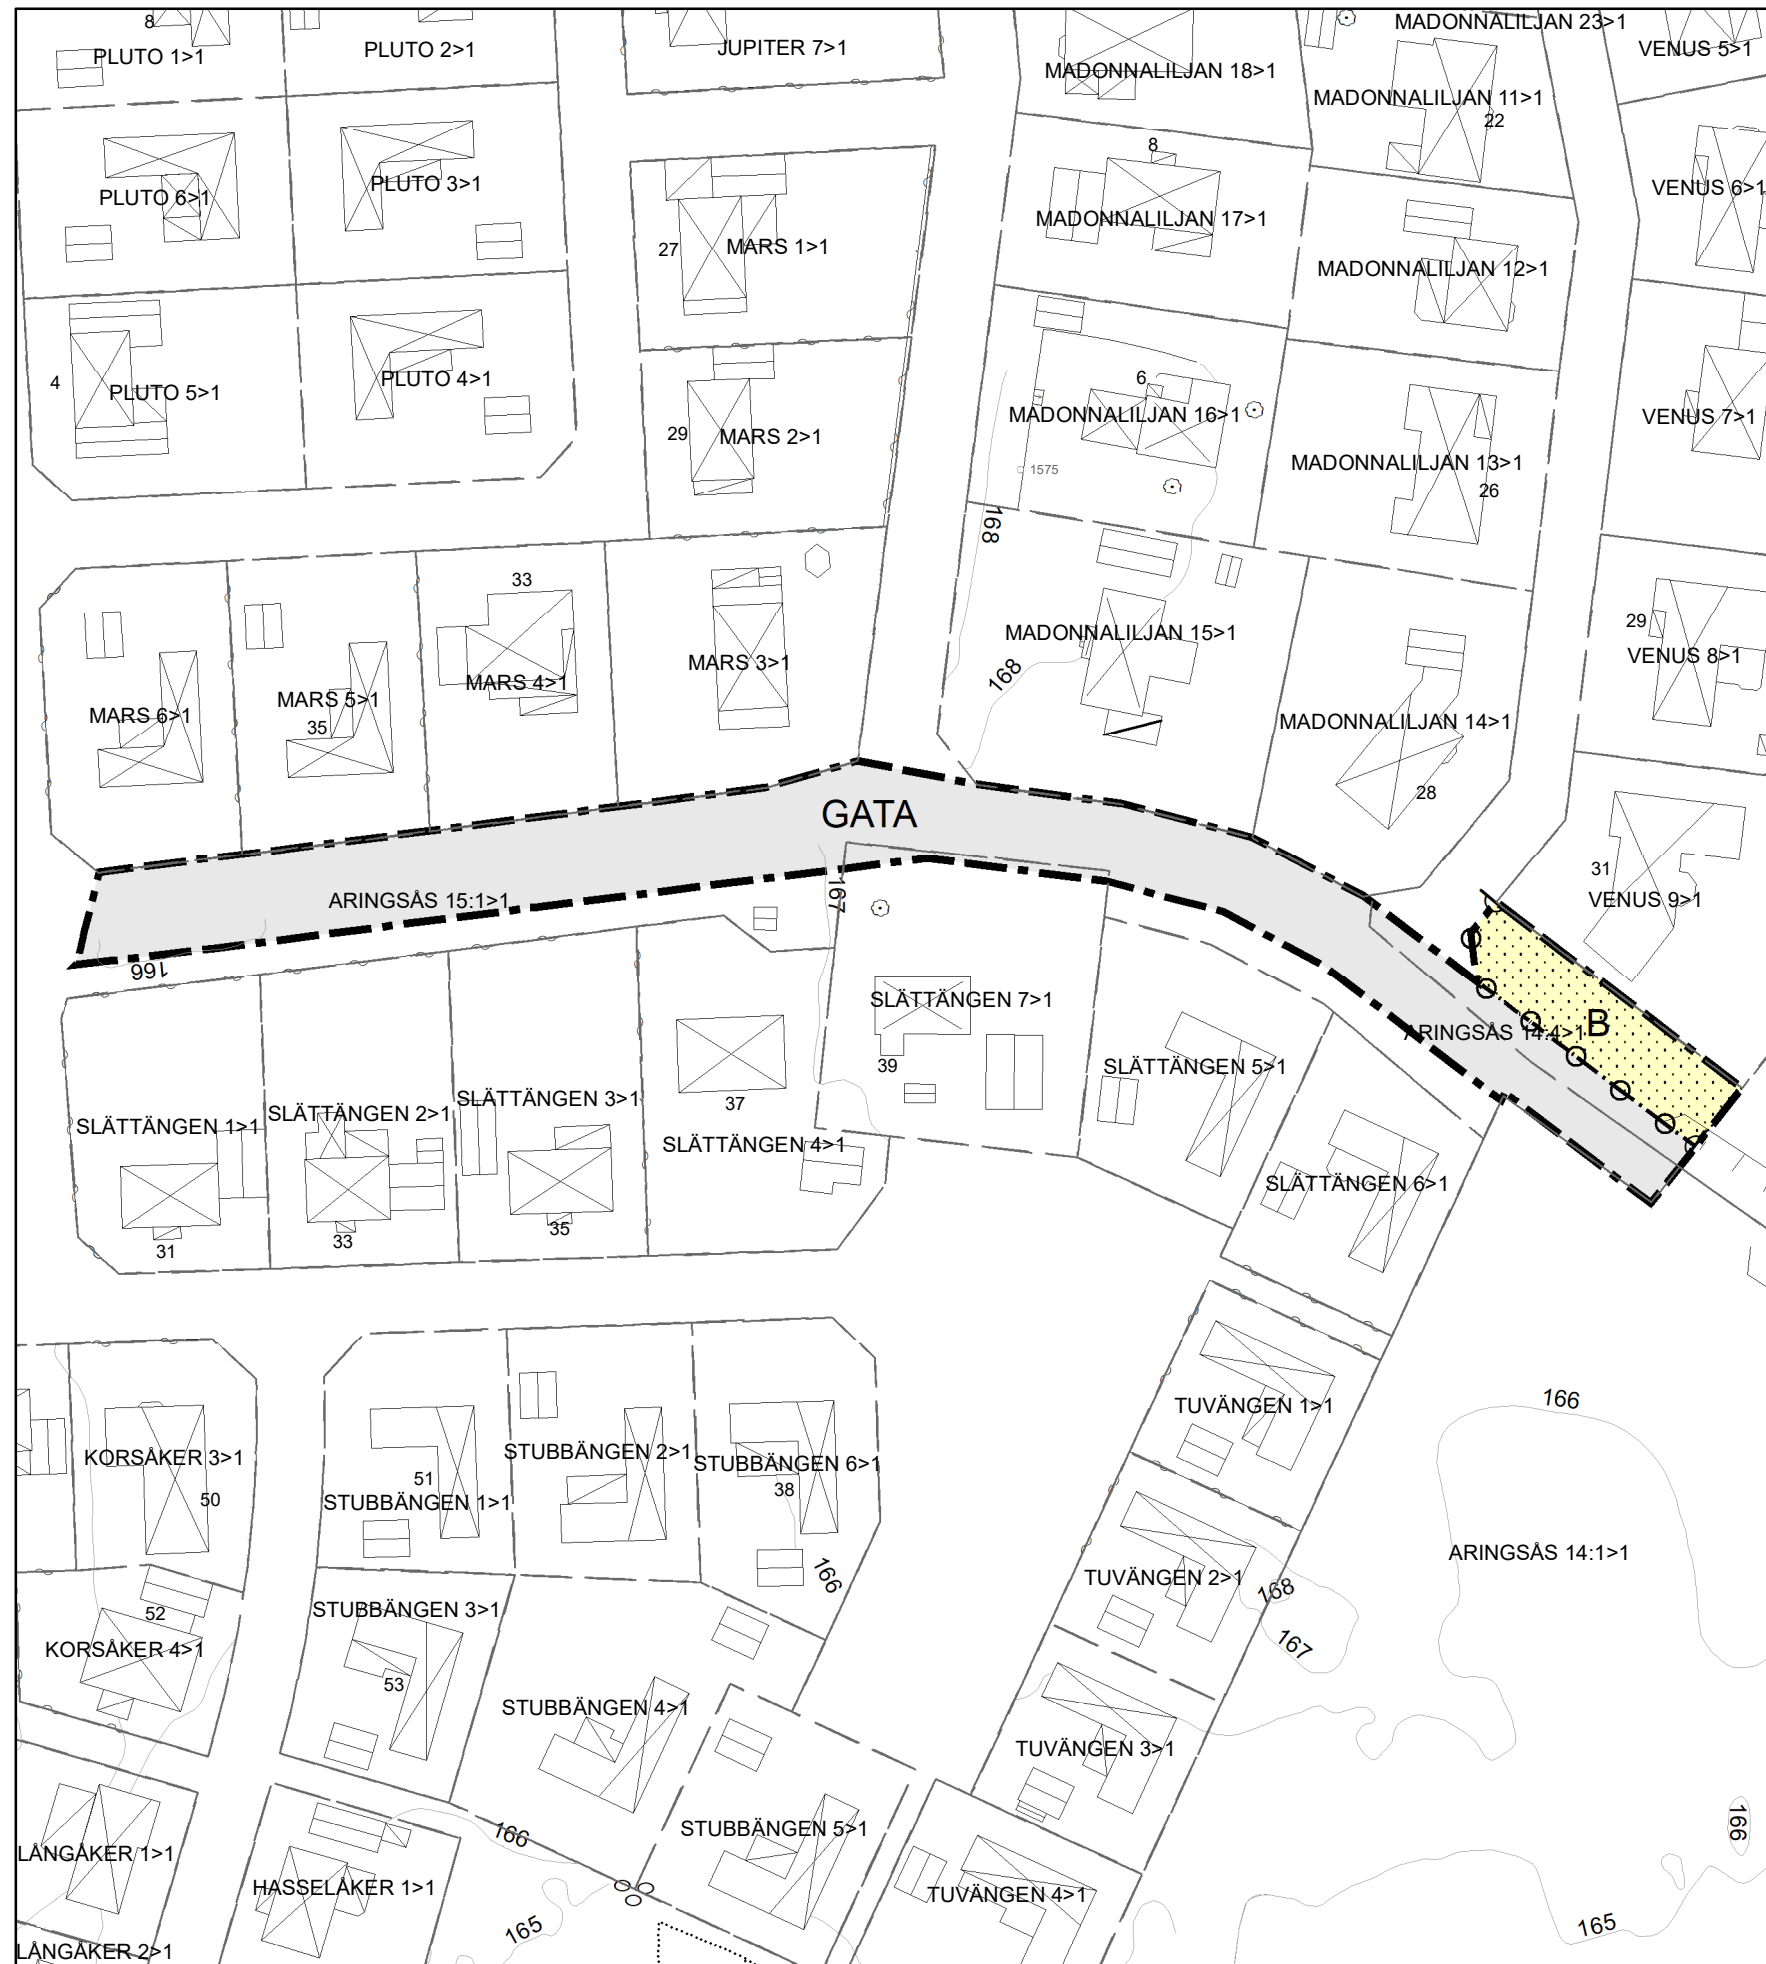 8
PLUTO 1>1
PLUTO 2>1
JUPITER 7>1
MADONNALILJAN 18>1
MADONNALILJAN 23>1
VENUS 5>1
MADONNALILJAN 11>1
22
PLUTO 6>1
PLUTO 3>1
8
VENUS 6>1
27
MARS 1>1
MADONNALILJAN 17>1
MADONNALILJAN 12>1
4
PLUTO 5>1
PLUTO 4>1
29
MARS 2>1
6
MADONNALILJAN 16>1
1575
MADONNALILJAN 13>1
26
VENUS 7>1
168
33
MARS 6>1
MARS 5>1
35
MARS 4>1
MARS 3>1
MADONNALILJAN 15>1
168
MADONNALILJAN 14>1
28
29
VENUS 8>1
GATA
31
VENUS 9>1
ARINGSÅS 15:1>1
167
166
SLÄTTÄNGEN 7>1
39
ARINGSÅS 14:4>1
B
SLÄTTÄNGEN 5>1
SLÄTTÄNGEN 1>1
SLÄTTÄNGEN 2>1
SLÄTTÄNGEN 3>1
37
SLÄTTÄNGEN 4>1
SLÄTTÄNGEN 6>1
31
33
35
KORSÅKER 3>1
50
51
STUBBÄNGEN 1>1
STUBBÄNGEN 2>1
STUBBÄNGEN 6>1
38
TUVÄNGEN 1>1
166
ARINGSÅS 14:1>1
166
TUVÄNGEN 2>1
168
167
52
KORSÅKER 4>1
STUBBÄNGEN 3>1
53
STUBBÄNGEN 4>1
TUVÄNGEN 3>1
LÅNGÅKER 1>1
HASSELÅKER 1>1
166
STUBBÄNGEN 5>1
TUVÄNGEN 4>1
166
165
165
LÅNGÅKER 2>1